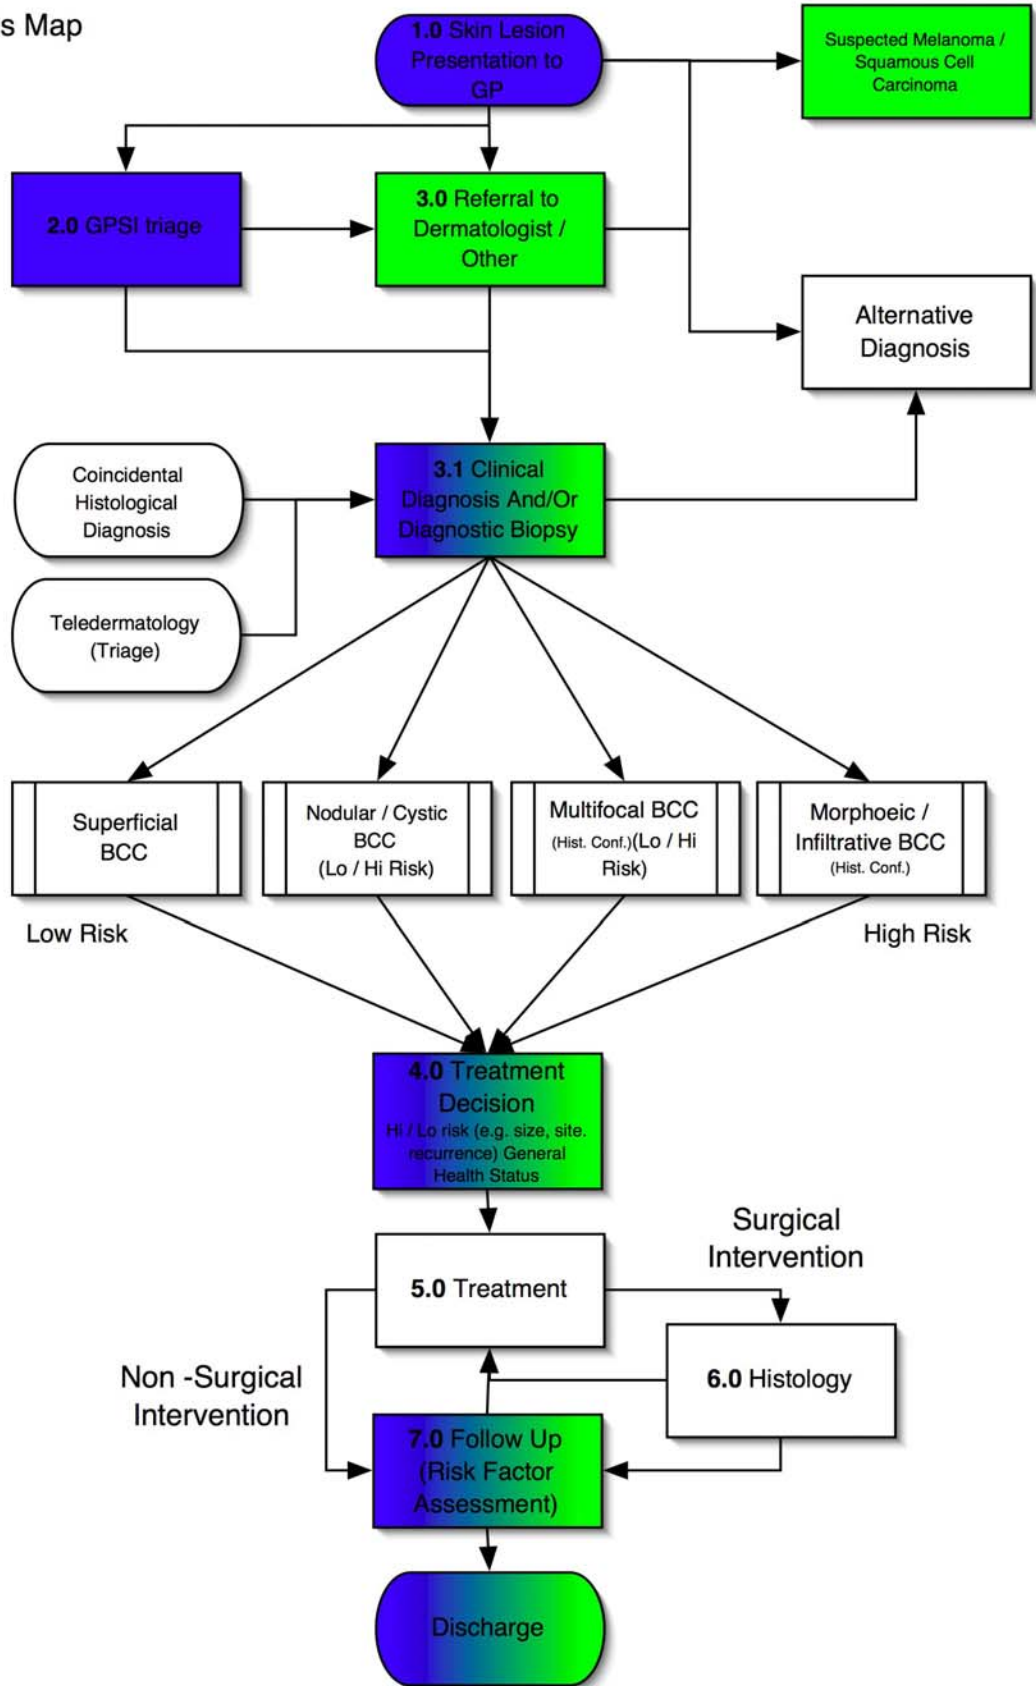 s Map
1.0 Skin Lesion
Presentation to
GP
Suspected Melanoma /
Squamous Cell
Carcinoma
2.0 GPSI triage
3.0 Referral to
Dermatologist /
Other
Alternative
Diagnosis
Coincidental
Histological
Diagnosis
3.1 Clinical
Diagnosis And/Or
Diagnostic Biopsy
Teledermatology
(Triage)
Superficial
BCC
Nodular / Cystic
BCC
(Lo / Hi Risk)
Multifocal BCC
(Hist. Conf.)(Lo / Hi
Risk)
Morphoeic /
Infiltrative BCC
(Hist. Conf.)
Low Risk
High Risk
4.0 Treatment
Decision
Hi / Lo risk (e.g. size, site.
recurrence) General
Health Status
Surgical
Intervention
5.0 Treatment
6.0 Histology
Non -Surgical
Intervention
7.0 Follow Up
(Risk Factor
Assessment)
Discharge